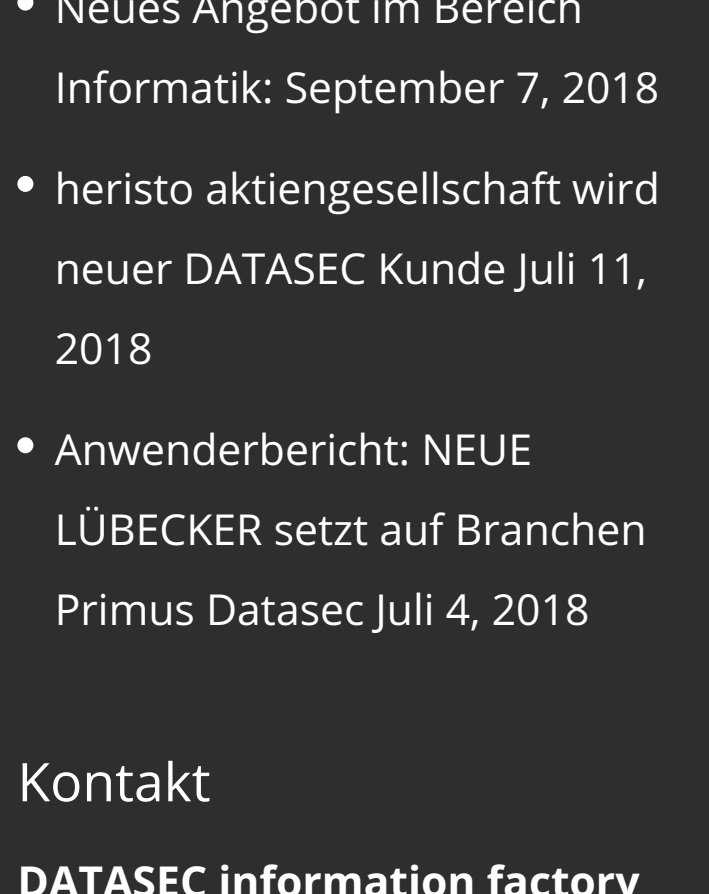 Neues Angebot im Bereich
Informatik: September 7, 2018
heristo aktiengesellschaft wird
neuer DATASEC Kunde Juli 11,
2018
Anwenderbericht: NEUE
LÜBECKER setzt auf Branchen
Primus Datasec Juli 4, 2018
Kontakt
DATASEC information factory